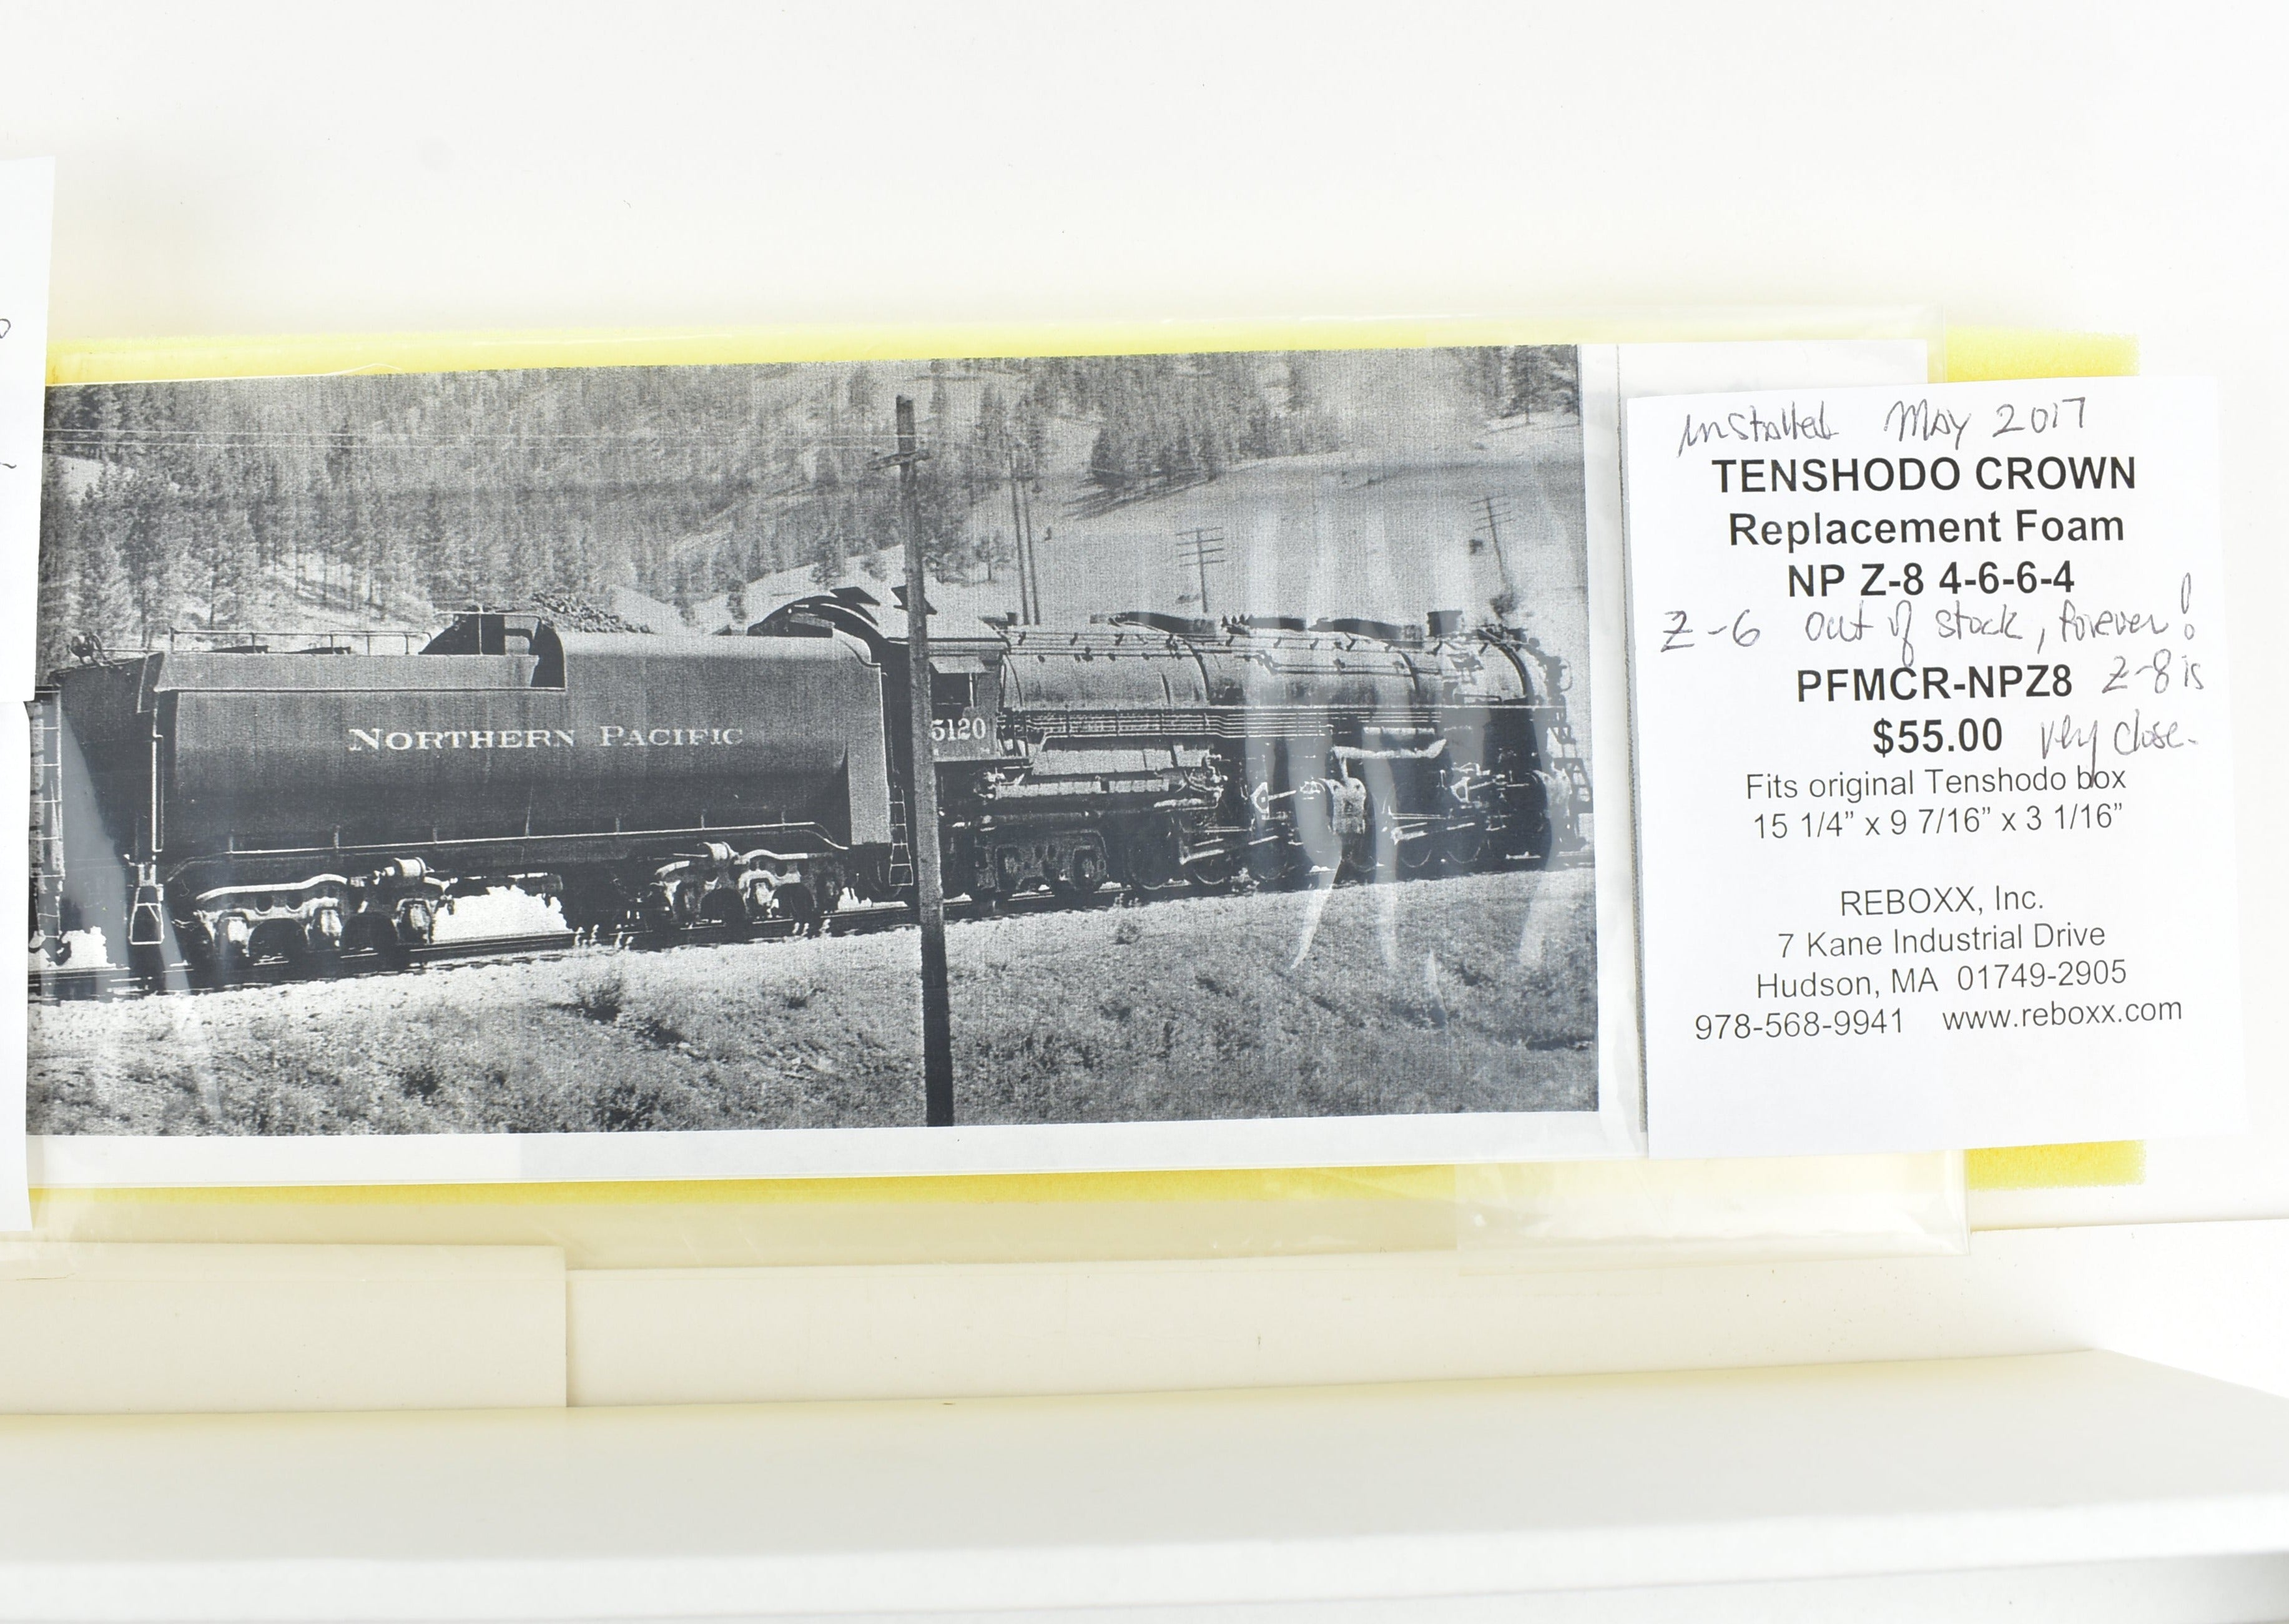 NORTHERN PACIFIC
5120
Installed May 2017
TENSHODO CROWN
Replacement Foam
NP Z-8 4-6-6-4
Z-6 out of stock, forever!
PFMCR-NPZ8 Z-8 is
$55.00 very close.
Fits original Tenshodo box
15 1/4” x 9 7/16” x 3 1/16”
REBOXX, Inc.
7 Kane Industrial Drive
Hudson, MA 01749-2905
978-568-9941 www.reboxx.com